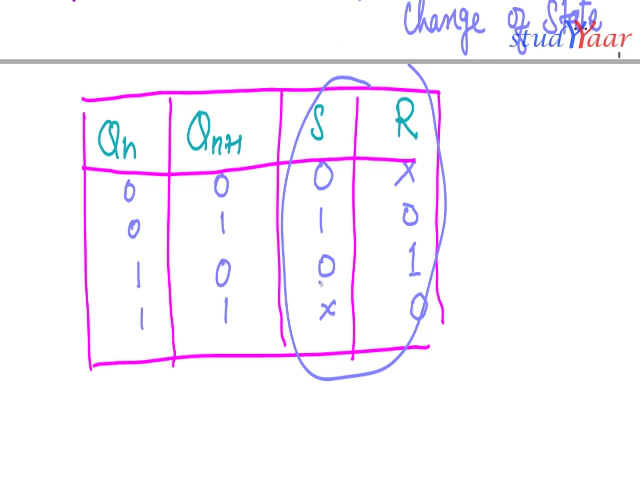 Change of State
studYYaar
Qn Qn+1 S R
0 0 0 X
0 1 1 0
1 0 0 1
1 1 x 0